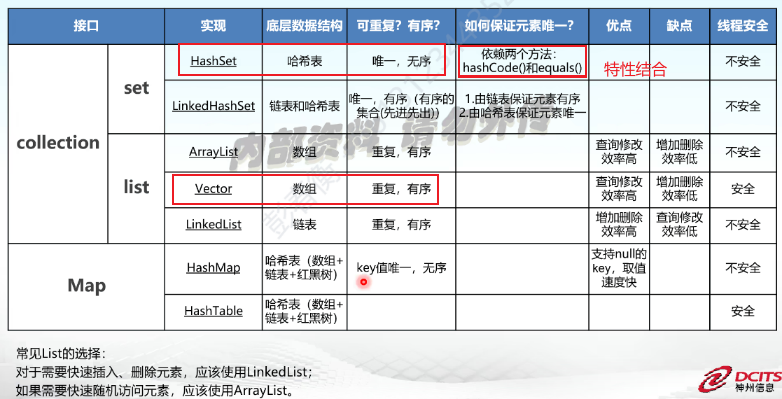 接口 实现 底层数据结构 可重复？有序？ 如何保证元素唯一？ 优点 缺点 线程安全
collection set HashSet 哈希表 唯一，无序 依赖两个方法：
hashCode()和equals() 不安全
特性结合
LinkedHashSet 链表和哈希表 唯一，有序（有序的
集合(先进先出)） 1.由链表保证元素有序
2.由哈希表保证元素唯一 不安全
list ArrayList 数组 重复，有序 查询修改
效率高 增加删除
效率低 不安全
Vector 数组 重复，有序 查询修改
效率高 增加删除
效率低 安全
LinkedList 链表 重复，有序 增加删除
效率高 查询修改
效率低 不安全
Map HashMap 哈希表（数组+
链表+红黑树） key值唯一，无序 支持null的
key，取值
速度快 不安全
HashTable 哈希表（数组+
链表+红黑树） 安全
内部资料 请勿外传
常见List的选择：
对于需要快速插入、删除元素，应该使用LinkedList；
如果需要快速随机访问元素，应该使用ArrayList。
DCITS
神州信息